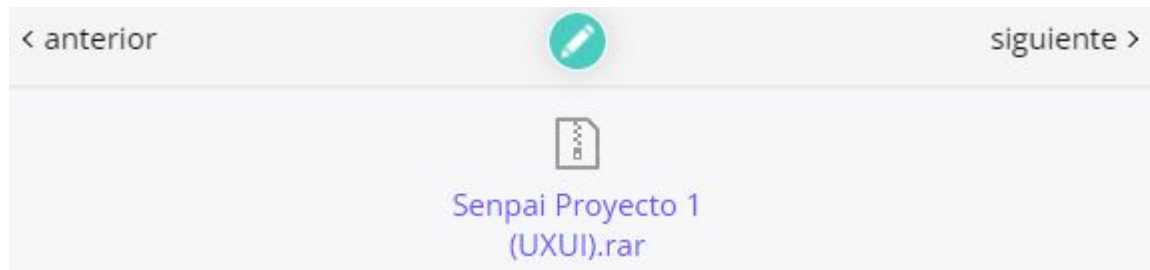 < anterior
siguiente >
Senpai Proyecto 1
(UXUI).rar